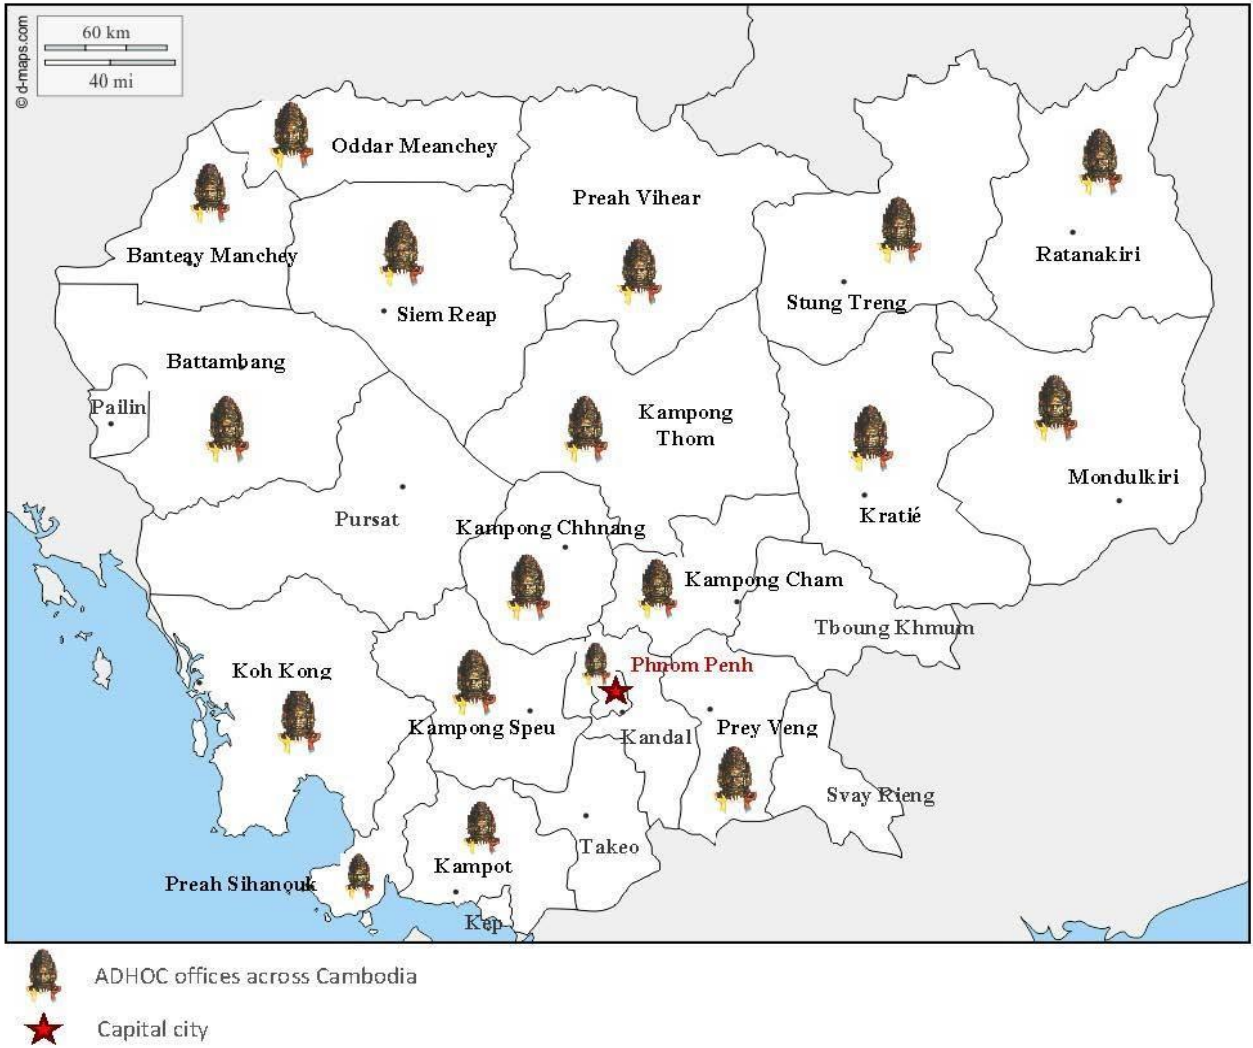 © d-maps.com
60 km
40 mi
Oddar Meanchey
Preah Vihear
Banteay Manchey
Ratanakiri
Siem Reap
Stung Treng
Battambang
Pailin
Kampong
Thom
Mondulkiri
Pursat
Kampong Chhnang
Kratié
Kampong Cham
Tboung Khmum
Koh Kong
Phnom Penh
Kampong Speu
Kandal
Prey Veng
Svay Rieng
Takeo
Kampot
Preah Sihanouk
Kep
ADHOC offices across Cambodia
Capital city